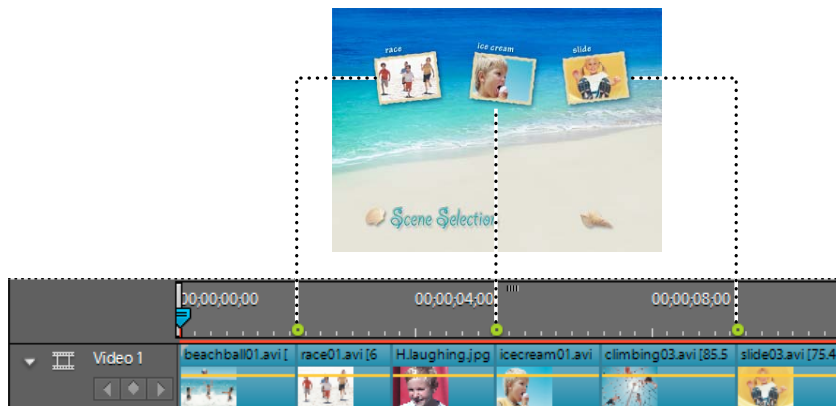 race
ice cream
slide
Scene Selection
00;00;00;00
00;00;04;00
00;00;08;00
Video 1
beachball01.avi [
race01.avi [6
H.laughing.jpg
icecream01.avi
climbing03.avi [85.5
slide03.avi [75.4